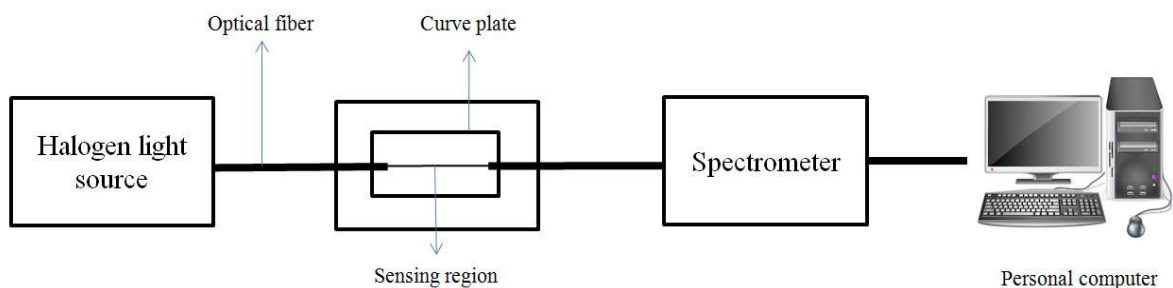 Optical fiber
Curve plate
Halogen light
source
Spectrometer
Sensing region
Personal computer